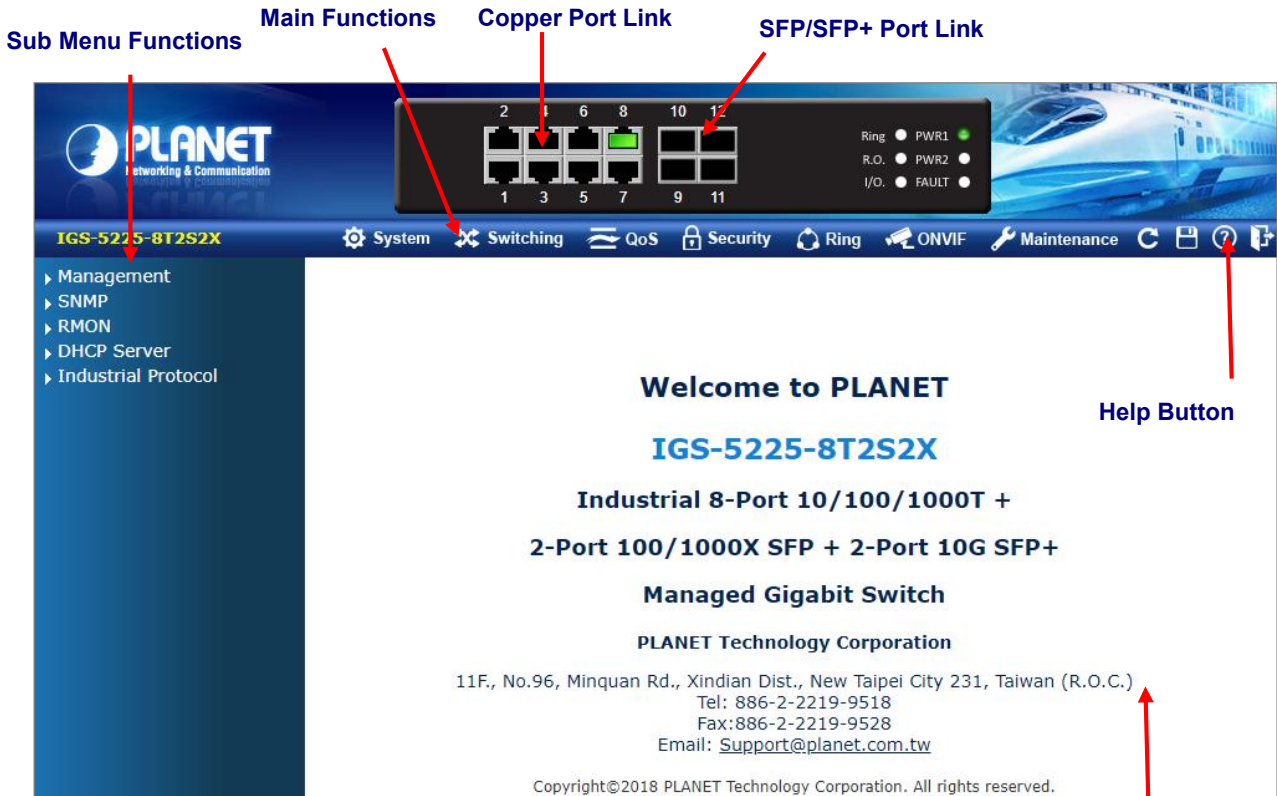 Main Functions Copper Port Link SFP/SFP+ Port Link
Sub Menu Functions
PLANET
Networking & Communication
2 4 6 8 10 12
1 3 5 7 9 11
Ring PWR1
R.O. PWR2
I/O. FAULT
IGS-5225-8T2S2X System Switching QoS Security Ring ONVIF Maintenance
Management
SNMP
RMON
DHCP Server
Industrial Protocol
Welcome to PLANET
Help Button
IGS-5225-8T2S2X
Industrial 8-Port 10/100/1000T +
2-Port 100/1000X SFP + 2-Port 10G SFP+
Managed Gigabit Switch
PLANET Technology Corporation
11F., No.96, Minquan Rd., Xindian Dist., New Taipei City 231, Taiwan (R.O.C.)
Tel: 886-2-2219-9518
Fax:886-2-2219-9528
Email: Support@planet.com.tw
Copyright©2018 PLANET Technology Corporation. All rights reserved.